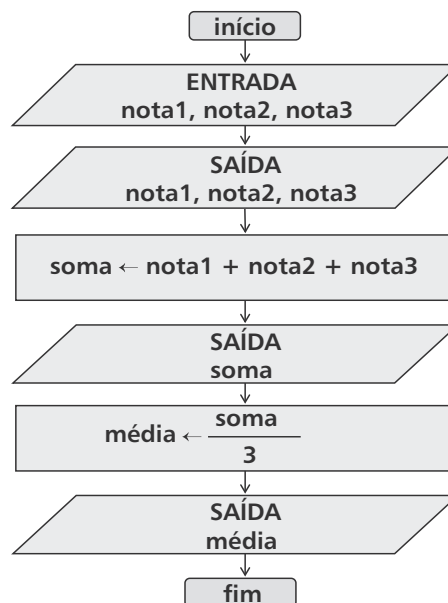 início
ENTRADA
nota1, nota2, nota3
SAÍDA
nota1, nota2, nota3
soma ← nota1 + nota2 + nota3
SAÍDA
soma
média ← soma
3
SAÍDA
média
fim